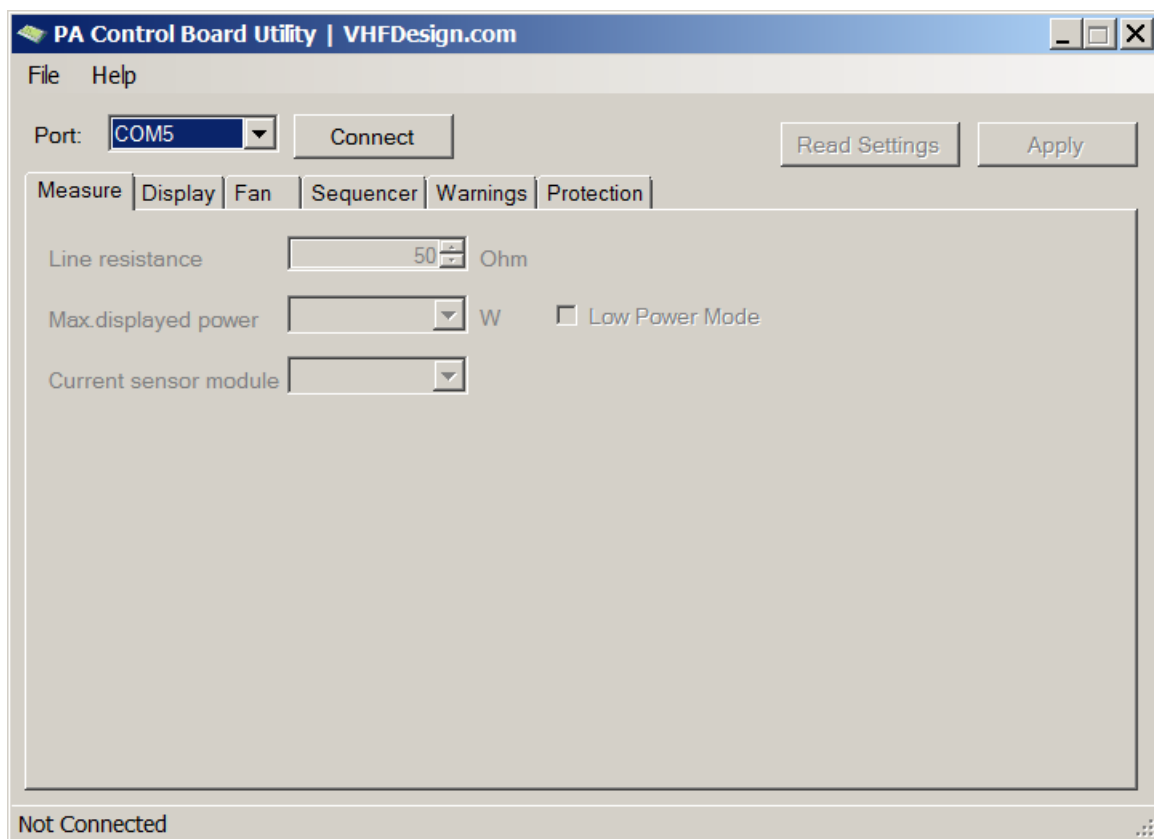 PA Control Board Utility | VHFDesign.com
File Help
Port: COM5 Connect Read Settings Apply
Measure Display Fan Sequencer Warnings Protection
Line resistance 50 Ohm
Max.displayed power W Low Power Mode
Current sensor module
Not Connected